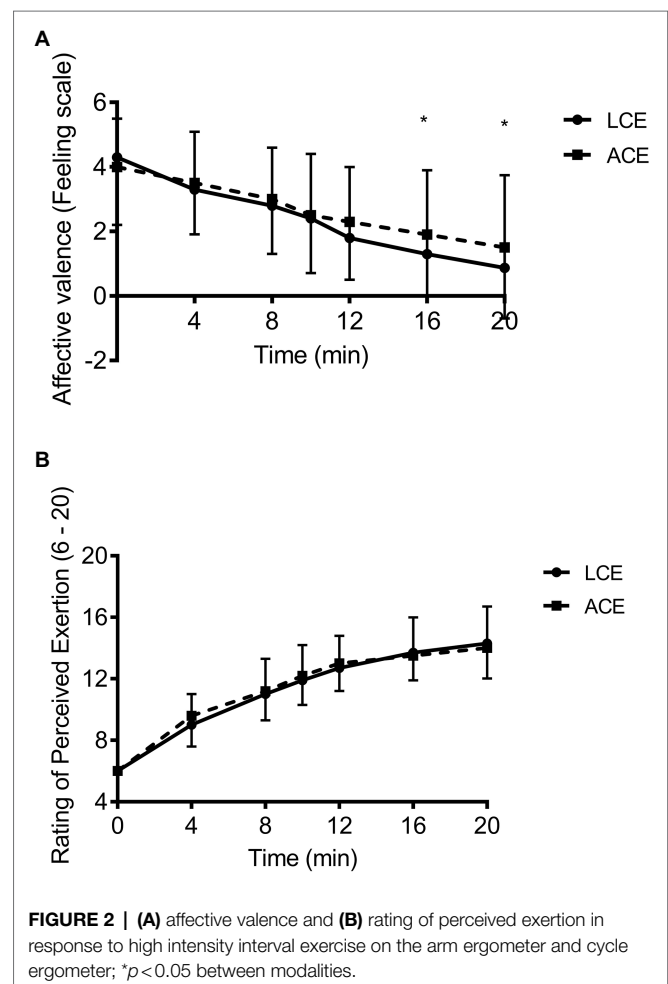 A
Affective valence (Feeling scale)
6
4
2
0
-2
4
8
12
16
20
Time (min)
*
*
LCE
ACE
B
Rating of Perceived Exertion (6 - 20)
20
16
12
8
4
0
4
8
12
16
20
Time (min)
LCE
ACE
FIGURE 2 | (A) affective valence and (B) rating of perceived exertion in
response to high intensity interval exercise on the arm ergometer and cycle
ergometer; *p<0.05 between modalities.